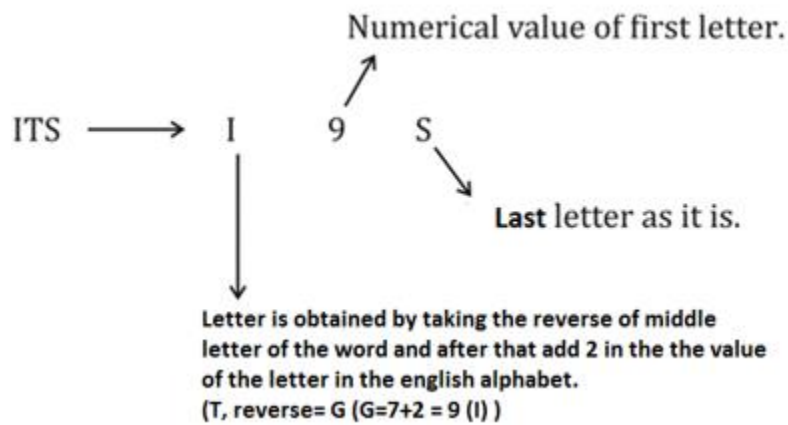 Numerical value of first letter.
ITS I 9 S
Last letter as it is.
Letter is obtained by taking the reverse of middle
letter of the word and after that add 2 in the the value
of the letter in the english alphabet.
(T, reverse= G (G=7+2 = 9 (I) )